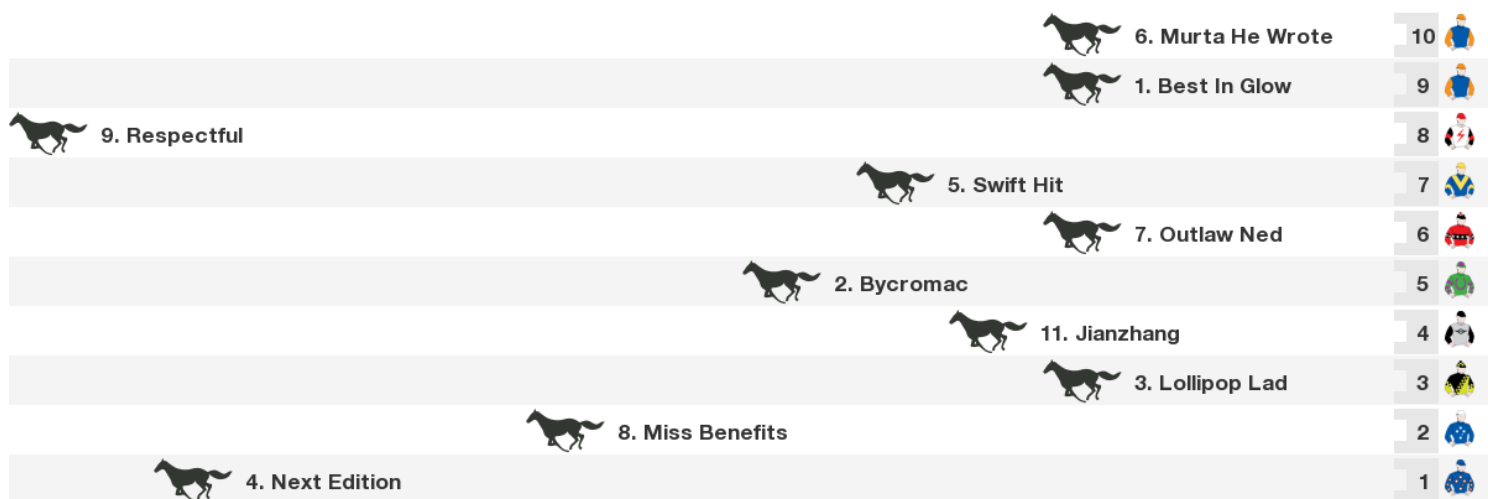 6. Murta He Wrote 10
1. Best In Glow 9
9. Respectful 8
5. Swift Hit 7
7. Outlaw Ned 6
2. Bycromac 5
11. Jianzhang 4
3. Lollipop Lad 3
8. Miss Benefits 2
4. Next Edition 1